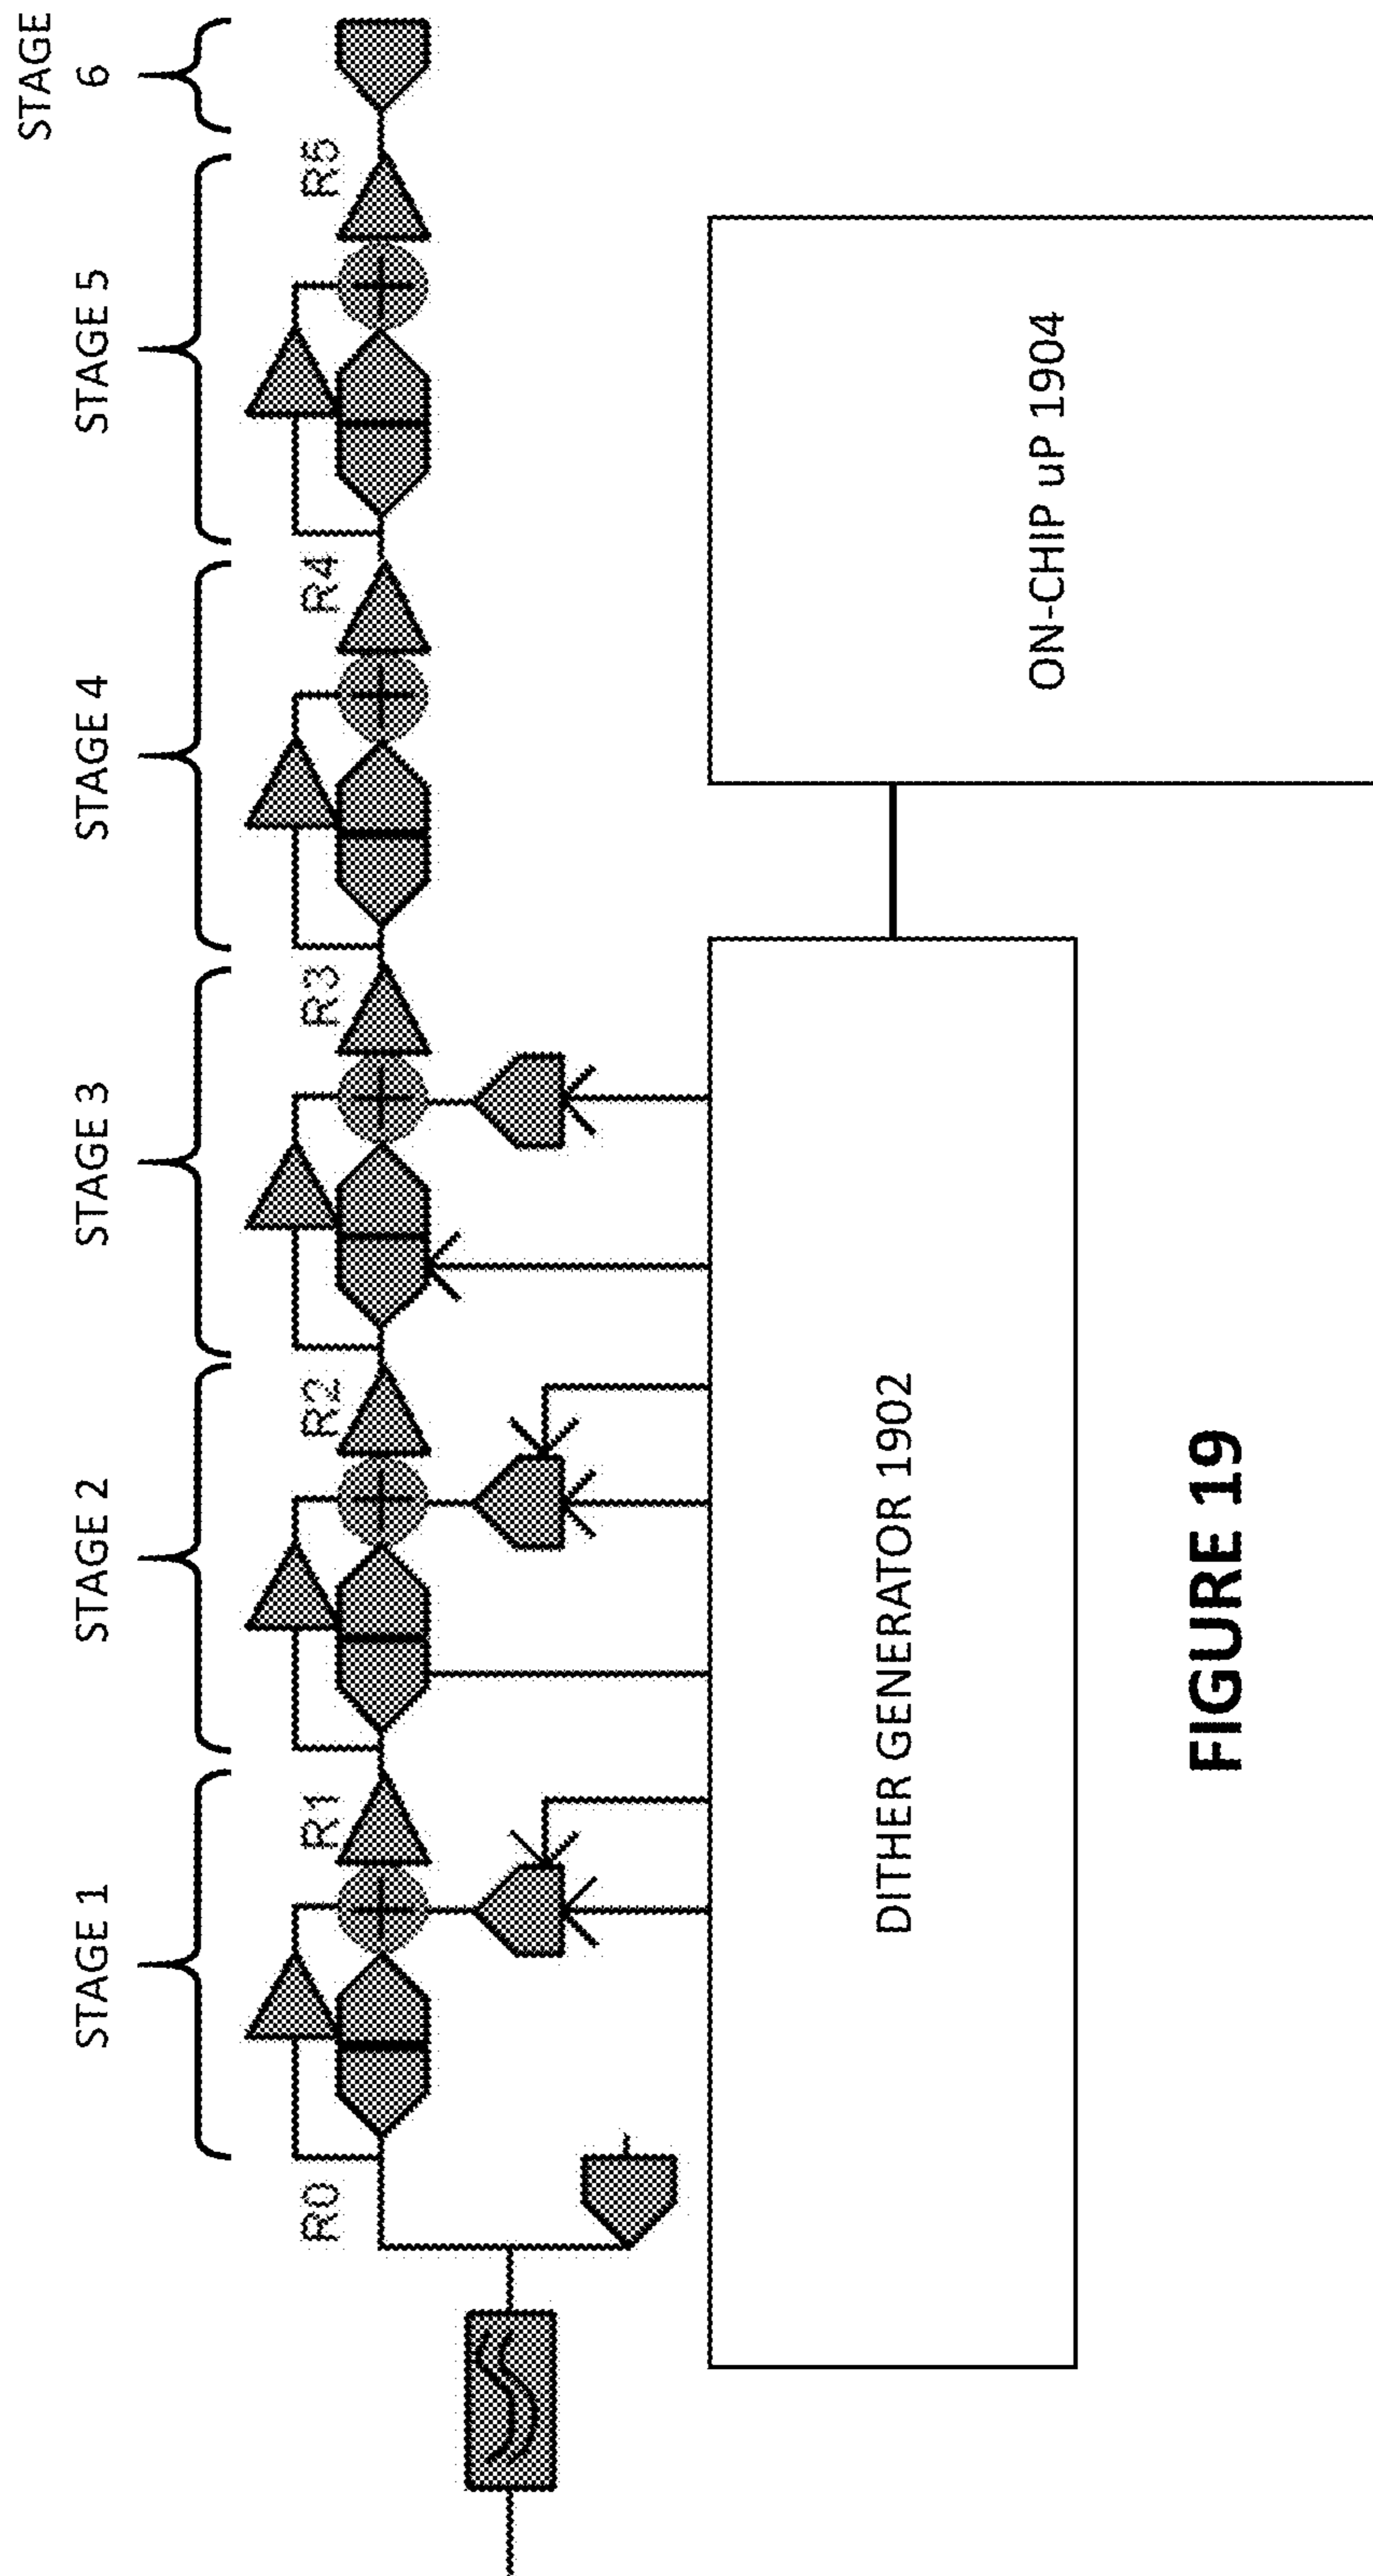 STAGE 1
STAGE 2
STAGE 3
STAGE 4
STAGE 5
STAGE
6
R0
R1
R2
R3
R4
R5
DITHER GENERATOR 1902
ON-CHIP uP 1904
FIGURE 19